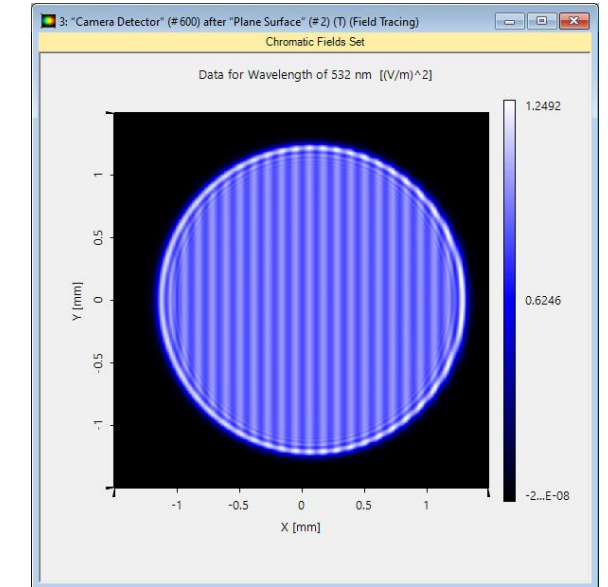 3: "Camera Detector" (# 600) after "Plane Surface" (# 2) (T) (Field Tracing)
Chromatic Fields Set
Data for Wavelength of 532 nm [(V/m)^2]
1.2492
0.6246
-2...E-08
Y [mm]
1
0.5
0
-0.5
-1
-1
-0.5
0
0.5
1
X [mm]